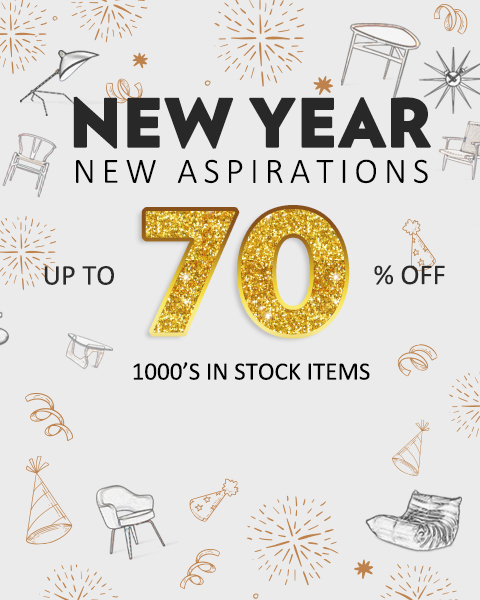 NEW YEAR
NEW ASPIRATIONS
UP TO 70 % OFF
1000’S IN STOCK ITEMS